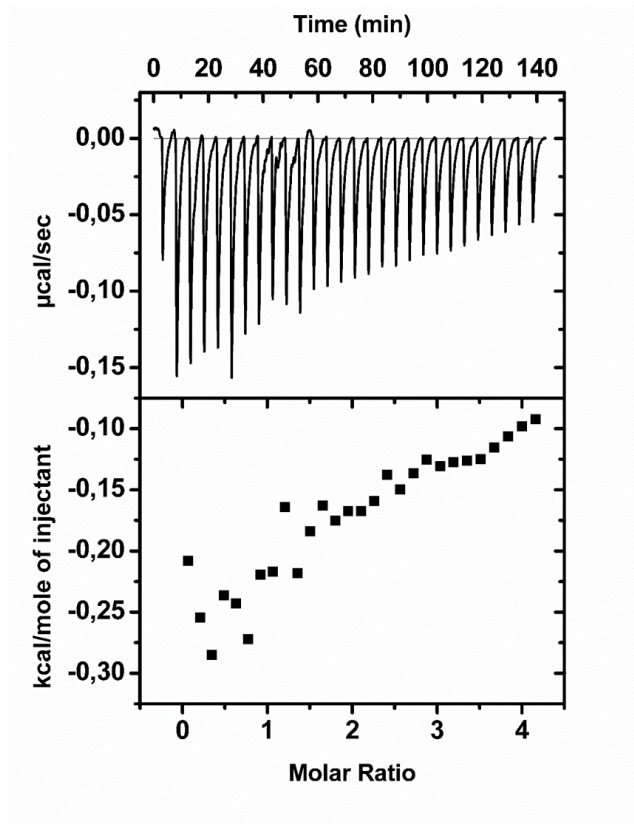 Time (min)
0 20 40 60 80 100 120 140
0,00
-0,05
-0,10
-0,15
µcal/sec
-0,10
-0,15
-0,20
-0,25
-0,30
kcal/mole of injectant
0 1 2 3 4
Molar Ratio